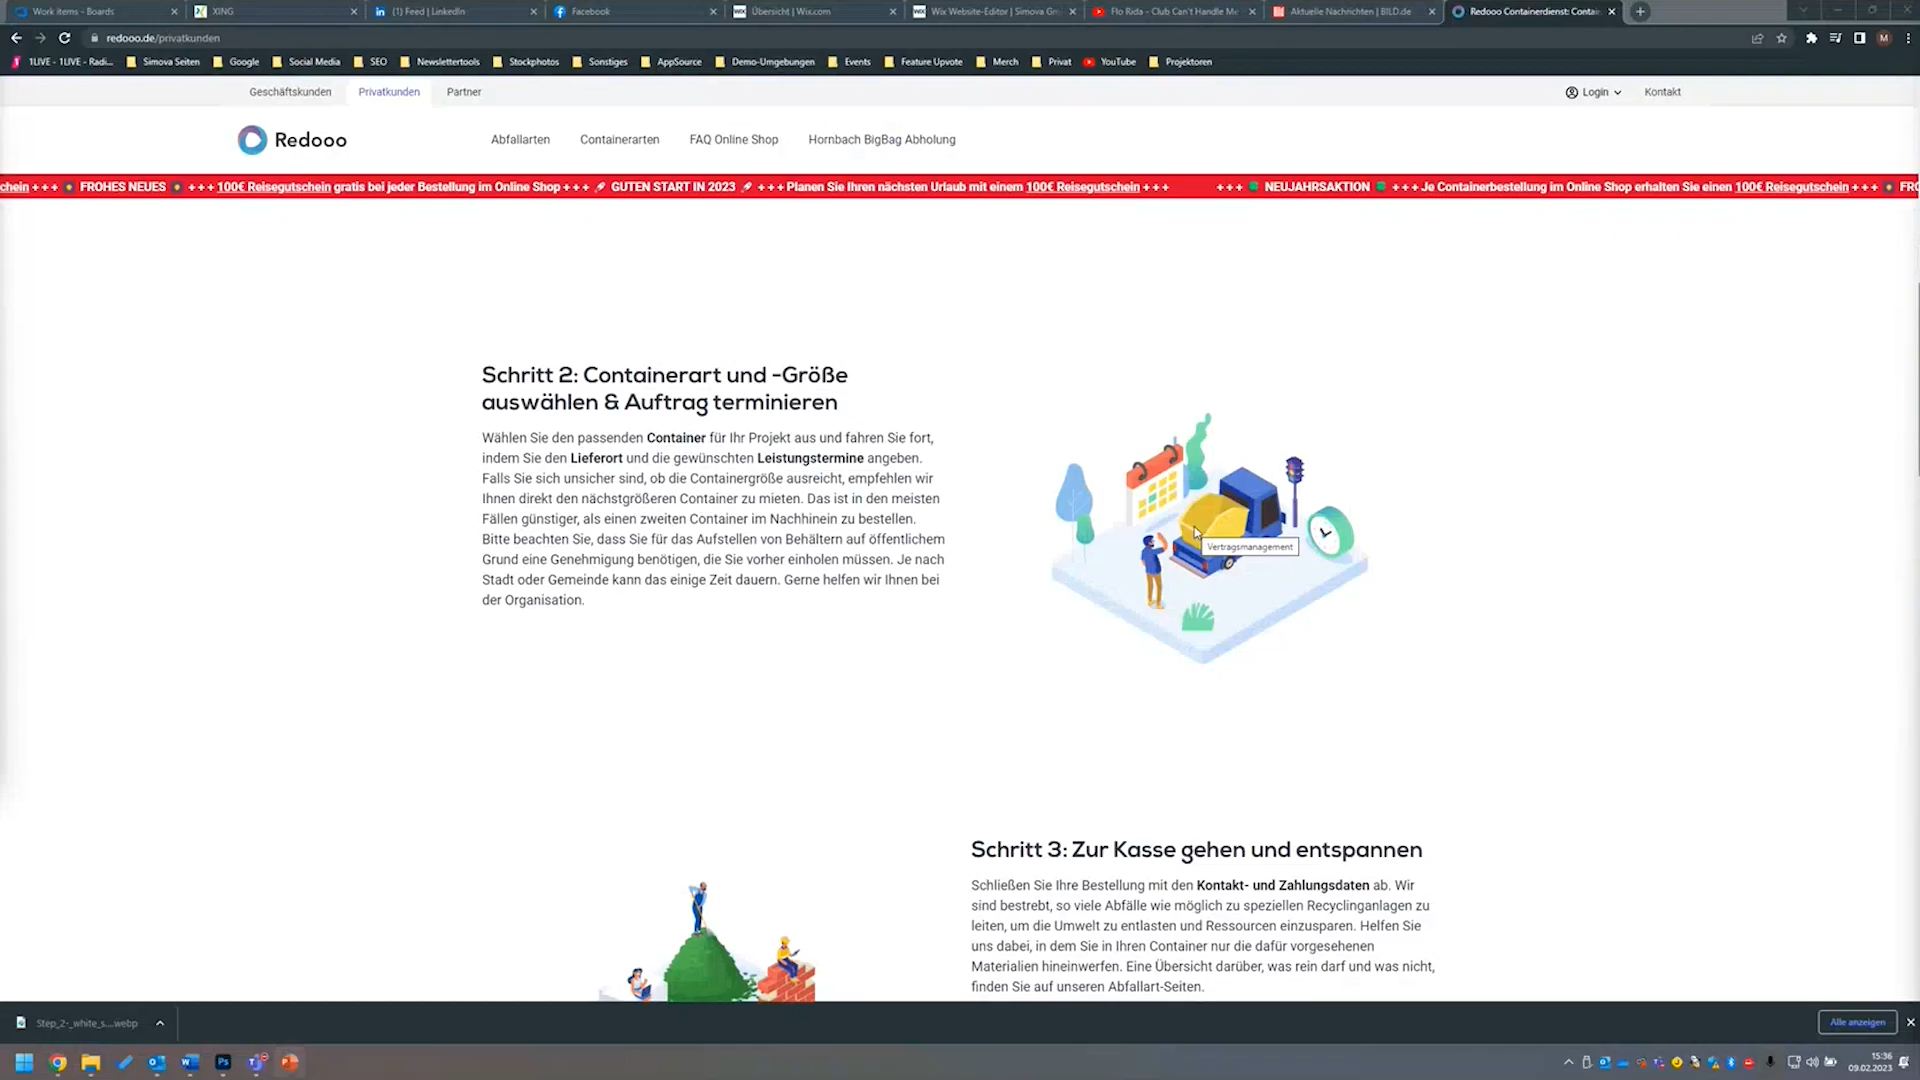 Work items - Boards
XING
(1) Feed | LinkedIn
Facebook
Übersicht | Wix.com
Wix Website-Editor | Simova Gm
Flo Rida - Club Can't Handle Me
Aktuelle Nachrichten | BILD.de
Redooo Containerdienst: Contain
redooo.de/privatkunden
M
1LIVE - 1LIVE - Radi...
Simova Seiten
Google
Social Media
SEO
Newslettertools
Stockphotos
Sonstiges
AppSource
Demo-Umgebungen
Events
Feature Upvote
Merch
Privat
YouTube
Projektoren
Geschäftskunden
Privatkunden
Partner
Login
Kontakt
Redooo
Abfallarten
Containerarten
FAQ Online Shop
Hornbach BigBag Abholung
schein +++ FROHES NEUES +++ 100€ Reisegutschein gratis bei jeder Bestellung im Online Shop +++ GUTEN START IN 2023 +++ Planen Sie Ihren nächsten Urlaub mit einem 100€ Reisegutschein +++ +++ NEUJAHRSAKTION +++ Je Containerbestellung im Online Shop erhalten Sie einen 100€ Reisegutschein +++ FRO
Schritt 2: Containerart und -Größe
auswählen & Auftrag terminieren
Wählen Sie den passenden Container für Ihr Projekt aus und fahren Sie fort,
indem Sie den Lieferort und die gewünschten Leistungstermine angeben.
Falls Sie sich unsicher sind, ob die Containergröße ausreicht, empfehlen wir
Ihnen direkt den nächstgrößeren Container zu mieten. Das ist in den meisten
Fällen günstiger, als einen zweiten Container im Nachhinein zu bestellen.
Bitte beachten Sie, dass Sie für das Aufstellen von Behältern auf öffentlichem
Grund eine Genehmigung benötigen, die Sie vorher einholen müssen. Je nach
Stadt oder Gemeinde kann das einige Zeit dauern. Gerne helfen wir Ihnen bei
der Organisation.
Vertragsmanagement
Schritt 3: Zur Kasse gehen und entspannen
Schließen Sie Ihre Bestellung mit den Kontakt- und Zahlungsdaten ab. Wir
sind bestrebt, so viele Abfälle wie möglich zu speziellen Recyclinganlagen zu
leiten, um die Umwelt zu entlasten und Ressourcen einzusparen. Helfen Sie
uns dabei, in dem Sie in Ihren Container nur die dafür vorgesehenen
Materialien hineinwerfen. Eine Übersicht darüber, was rein darf und was nicht,
finden Sie auf unseren Abfallart-Seiten.
Step_2-_white_s....webp
Alle anzeigen
15:36
09.02.2023